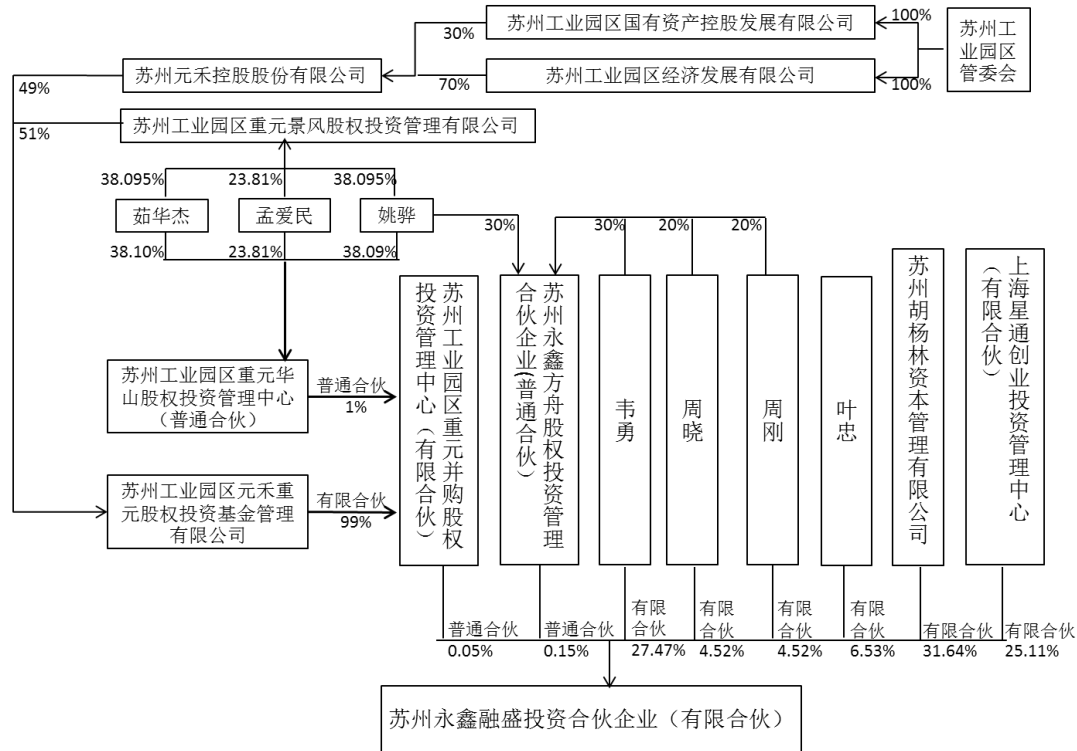 苏州工业园区国有资产控股发展有限公司
100%
苏州工
业园区
管委会
30%
苏州元禾控股股份有限公司
70%
苏州工业园区经济发展有限公司
100%
49%
51%
苏州工业园区重元景风股权投资管理有限公司
38.095%
23.81%
38.095%
茹华杰
孟爱民
姚骅
30%
30%
20%
20%
38.10%
23.81%
38.09%
苏州工业园区重元并购股权
投资管理中心（有限合伙）
苏州永鑫方舟股权投资管理
合伙企业(普通合伙)
韦勇
周晓
周刚
叶忠
苏州胡杨林资本管理有限公司
上海星通创业投资管理中心
（有限合伙）
苏州工业园区重元华
山股权投资管理中心
（普通合伙）
普通合伙
1%
苏州工业园区元禾重
元股权投资基金管理
有限公司
有限合伙
99%
普通合伙
0.05%
普通合伙
0.15%
有限
合伙
27.47%
有限
合伙
4.52%
有限
合伙
4.52%
有限
合伙
6.53%
有限合伙
31.64%
有限合伙
25.11%
苏州永鑫融盛投资合伙企业（有限合伙）